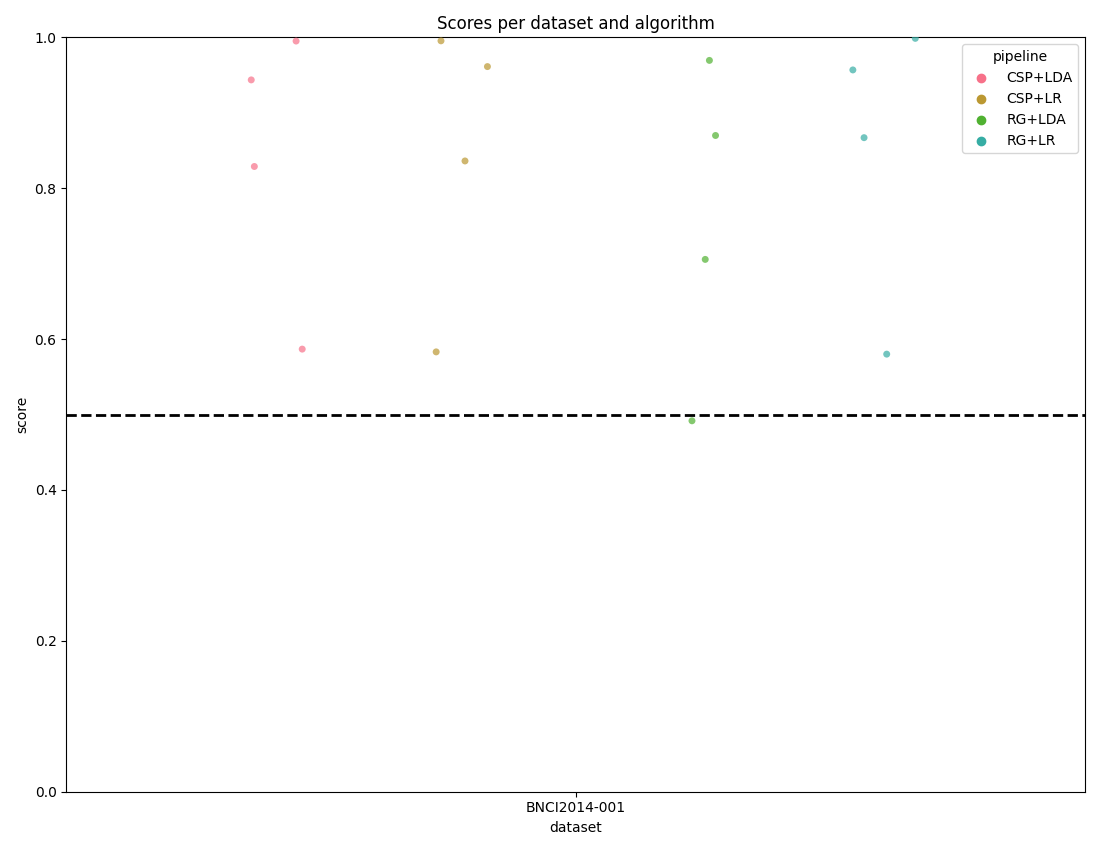 Scores per dataset and algorithm
1.0
0.8
0.6
0.4
0.2
0.0
score
pipeline
CSP+LDA
CSP+LR
RG+LDA
RG+LR
BNCI2014-001
dataset